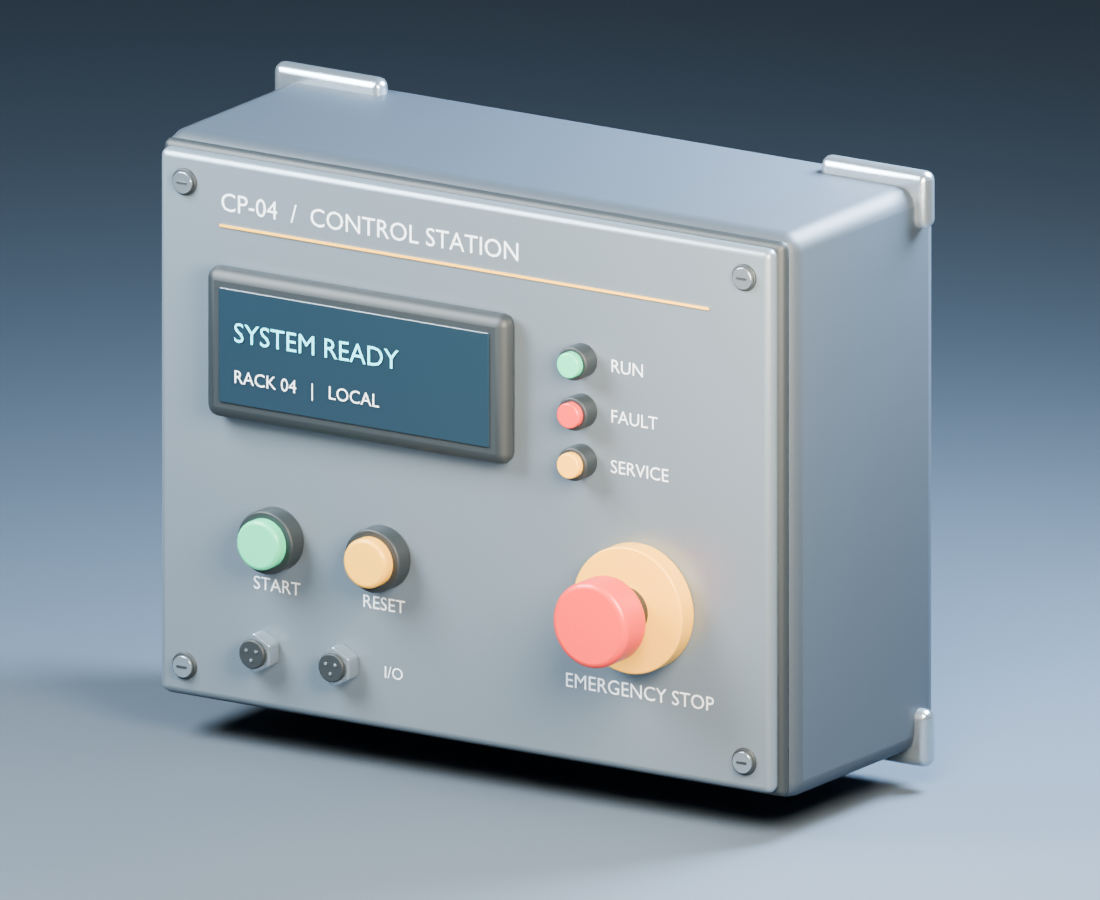 CP-04 / CONTROL STATION
SYSTEM READY
RACK 04 | LOCAL
RUN
FAULT
SERVICE
START
RESET
I/O
EMERGENCY STOP